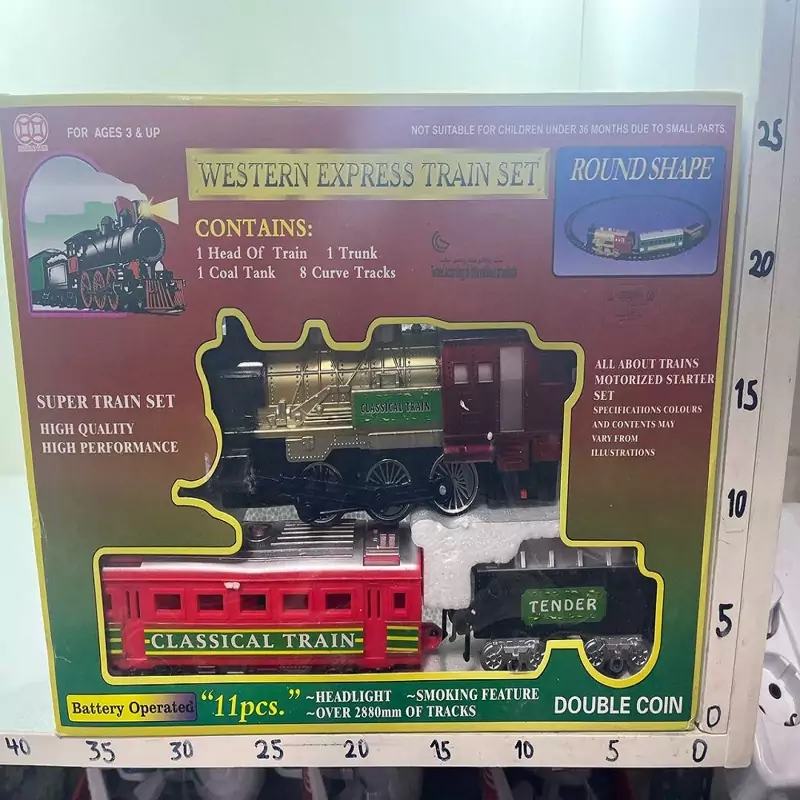 FOR AGES 3 & UP
NOT SUITABLE FOR CHILDREN UNDER 36 MONTHS DUE TO SMALL PARTS.
WESTERN EXPRESS TRAIN SET
ROUND SHAPE
CONTAINS:
1 Head Of Train 1 Trunk
1 Coal Tank 8 Curve Tracks
SUPER TRAIN SET
HIGH QUALITY
HIGH PERFORMANCE
ALL ABOUT TRAINS
MOTORIZED STARTER
SET
SPECIFICATIONS COLOURS
AND CONTENTS MAY
VARY FROM
ILLUSTRATIONS
CLASSICAL TRAIN
CLASSICAL TRAIN
TENDER
Battery Operated
"11pcs."
~HEADLIGHT ~SMOKING FEATURE
~OVER 2880mm OF TRACKS
DOUBLE COIN
25
20
15
10
5
0
40 35 30 25 20 15 10 5 0